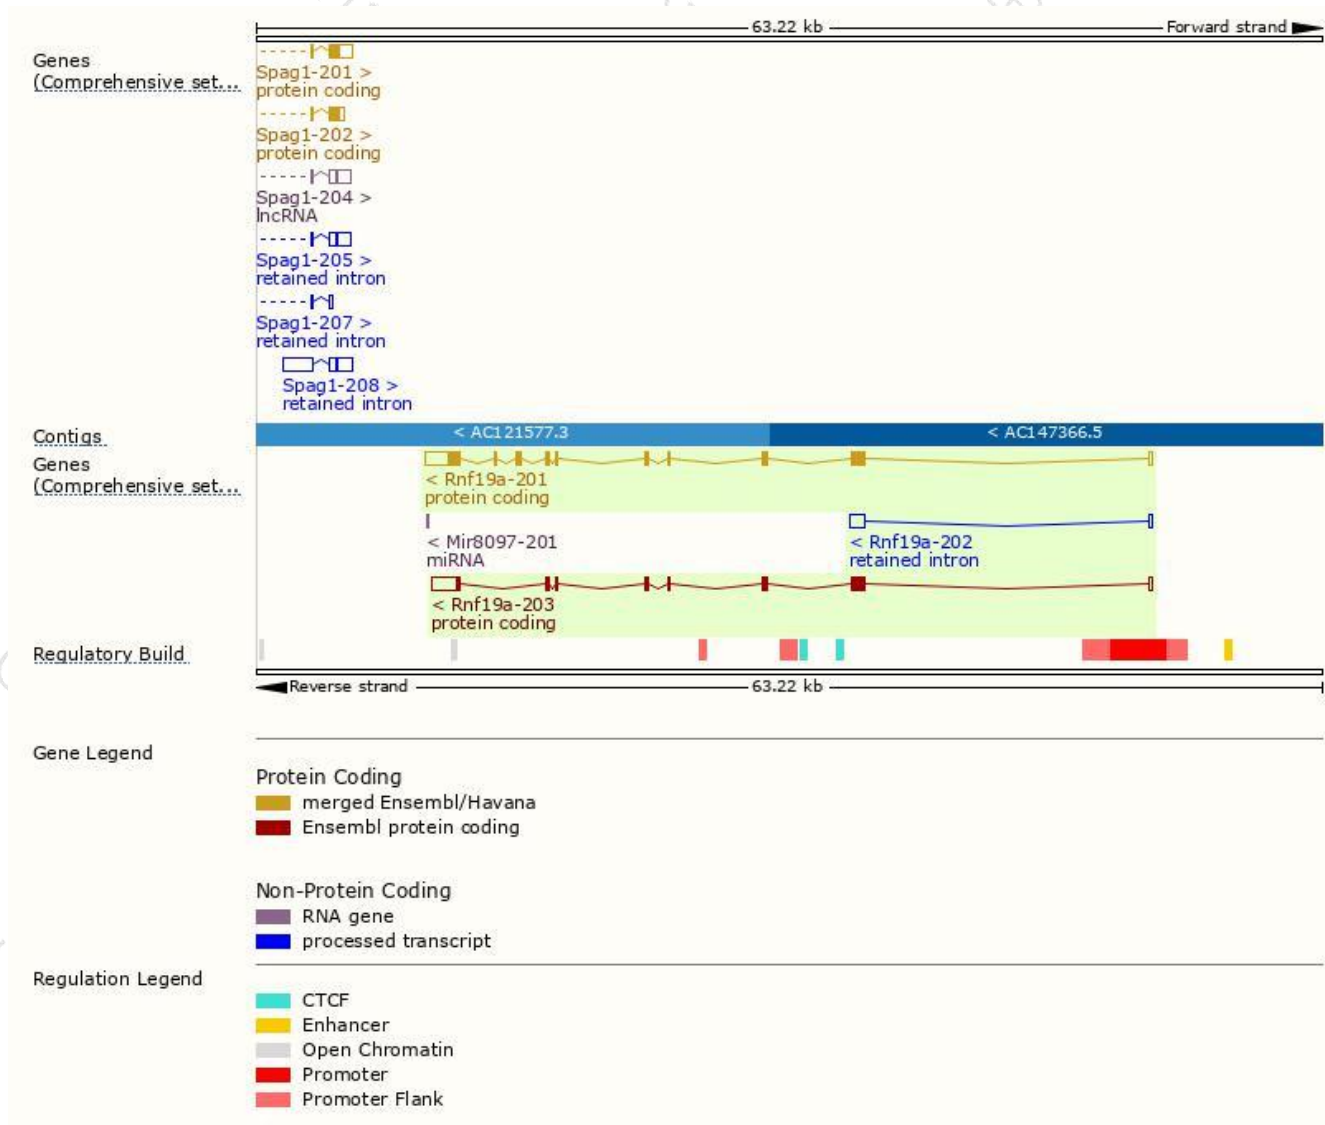 63.22 kb
Forward strand
Genes
(Comprehensive set...
Spag1-201 >
protein coding
Spag1-202 >
protein coding
Spag1-204 >
lncRNA
Spag1-205 >
retained intron
Spag1-207 >
retained intron
Spag1-208 >
retained intron
Contigs
< AC121577.3
< AC147366.5
Genes
(Comprehensive set...
< Rnf19a-201
protein coding
< Mir8097-201
miRNA
< Rnf19a-202
retained intron
< Rnf19a-203
protein coding
Regulatory Build
Reverse strand
63.22 kb
Gene Legend
Protein Coding
merged Ensembl/Havana
Ensembl protein coding
Non-Protein Coding
RNA gene
processed transcript
Regulation Legend
CTCF
Enhancer
Open Chromatin
Promoter
Promoter Flank